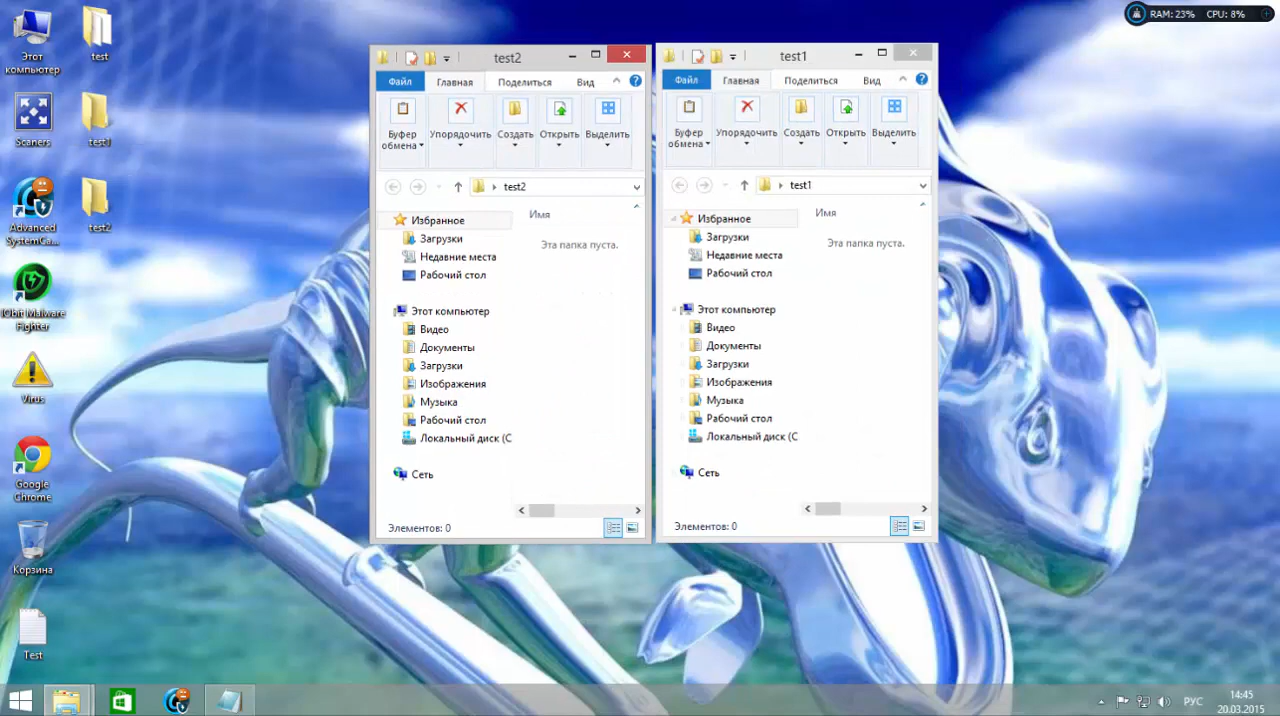 RAM: 23% CPU: 8%
Этот
компьютер
test
Scaners
test1
Advanced
SystemCa...
test2
IObit Malware
Fighter
Virus
Google
Chrome
Корзина
Test
test2
Файл Главная Поделиться Вид
Буфер
обмена
Упорядочить
Создать
Открыть
Выделить
test2
Избранное
Загрузки
Недавние места
Рабочий стол
Этот компьютер
Видео
Документы
Загрузки
Изображения
Музыка
Рабочий стол
Локальный диск (C
Сеть
Имя
Эта папка пуста.
Элементов: 0
test1
Файл Главная Поделиться Вид
Буфер
обмена
Упорядочить
Создать
Открыть
Выделить
test1
Избранное
Загрузки
Недавние места
Рабочий стол
Этот компьютер
Видео
Документы
Загрузки
Изображения
Музыка
Рабочий стол
Локальный диск (C
Сеть
Имя
Эта папка пуста.
Элементов: 0
РУС
14:45
20.03.2015